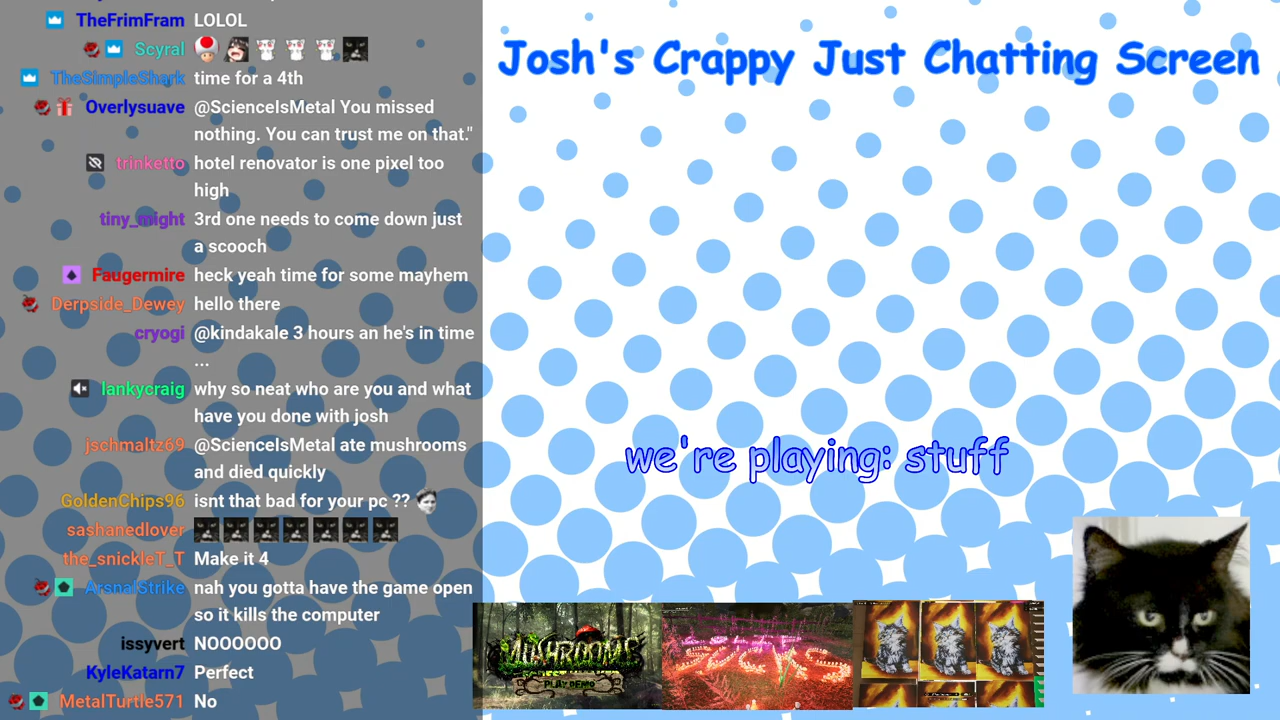 TheFrimFram LOLOL
Scyral
TheSimpleShark time for a 4th
Overlysuave @ScienceIsMetal You missed
nothing. You can trust me on that."
trinketto hotel renovator is one pixel too
high
tiny_might 3rd one needs to come down just
a scooch
Faugermire heck yeah time for some mayhem
Derpside_Dewey hello there
cryogi @kindakale 3 hours an he's in time
...
lankycraig why so neat who are you and what
have you done with josh
jschmaltz69 @ScienceIsMetal ate mushrooms
and died quickly
GoldenChips96 isnt that bad for your pc ??
sashanedlover
the_snickleT_T Make it 4
ArsnalStrike nah you gotta have the game open
so it kills the computer
issyvert NOOOOOO
KyleKatarn7 Perfect
MetalTurtle571 No
Josh's Crappy Just Chatting Screen
we're playing: stuff
MUSHROOMS
PLAY DEMO